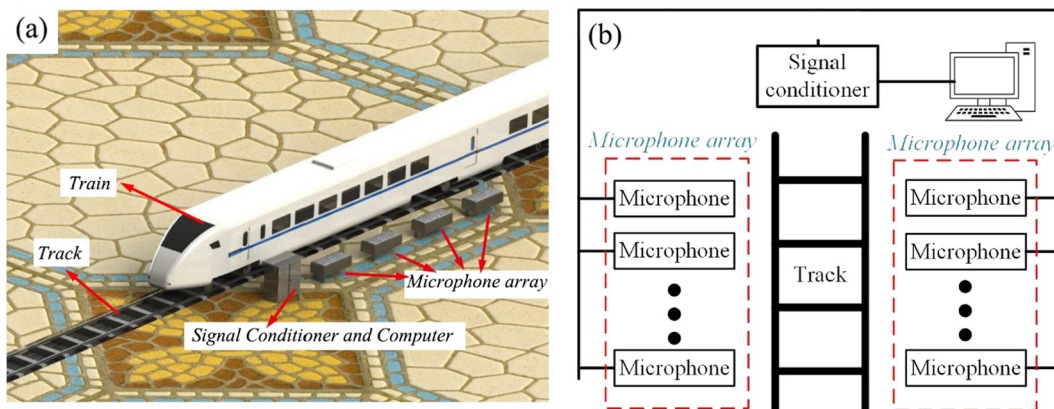 (a)
Train
Track
Microphone array
Signal Conditioner and Computer
(b)
Signal
conditioner
Microphone array
Microphone array
Microphone
Microphone
Microphone
Microphone
Track
Microphone
Microphone